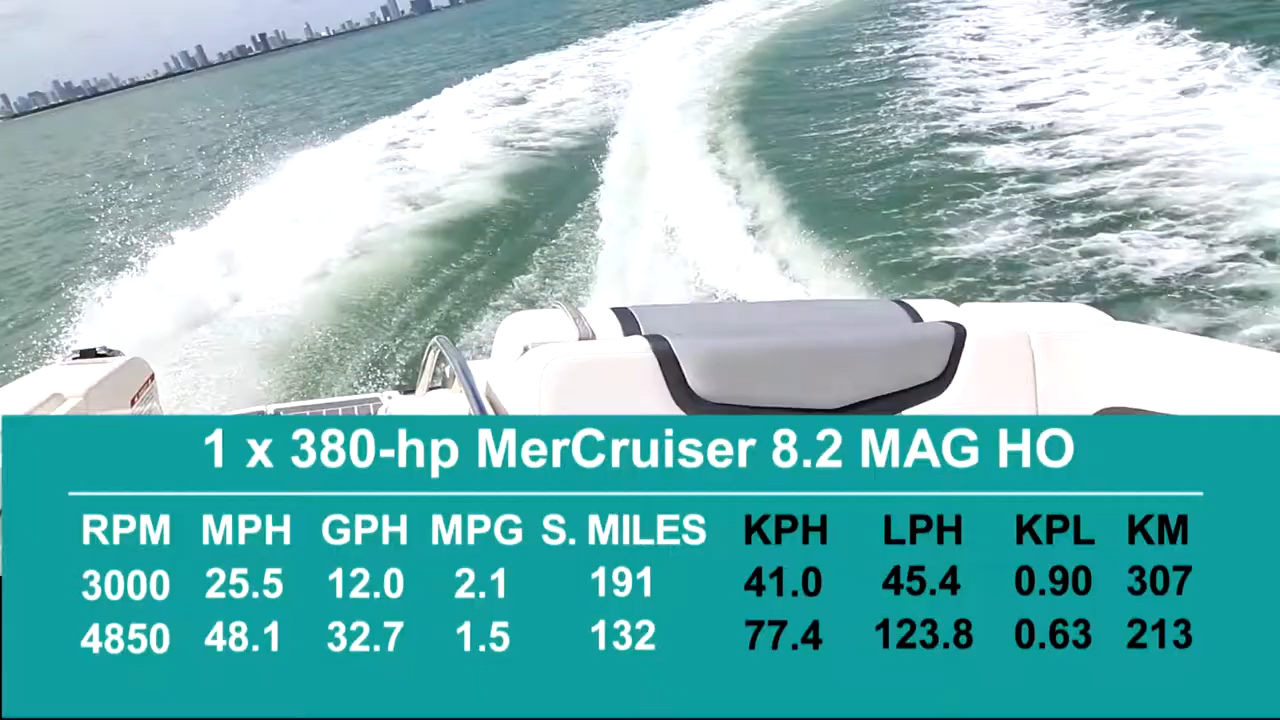 1 x 380-hp MerCruiser 8.2 MAG HO
RPM MPH GPH MPG S. MILES KPH LPH KPL KM
3000 25.5 12.0 2.1 191 41.0 45.4 0.90 307
4850 48.1 32.7 1.5 132 77.4 123.8 0.63 213